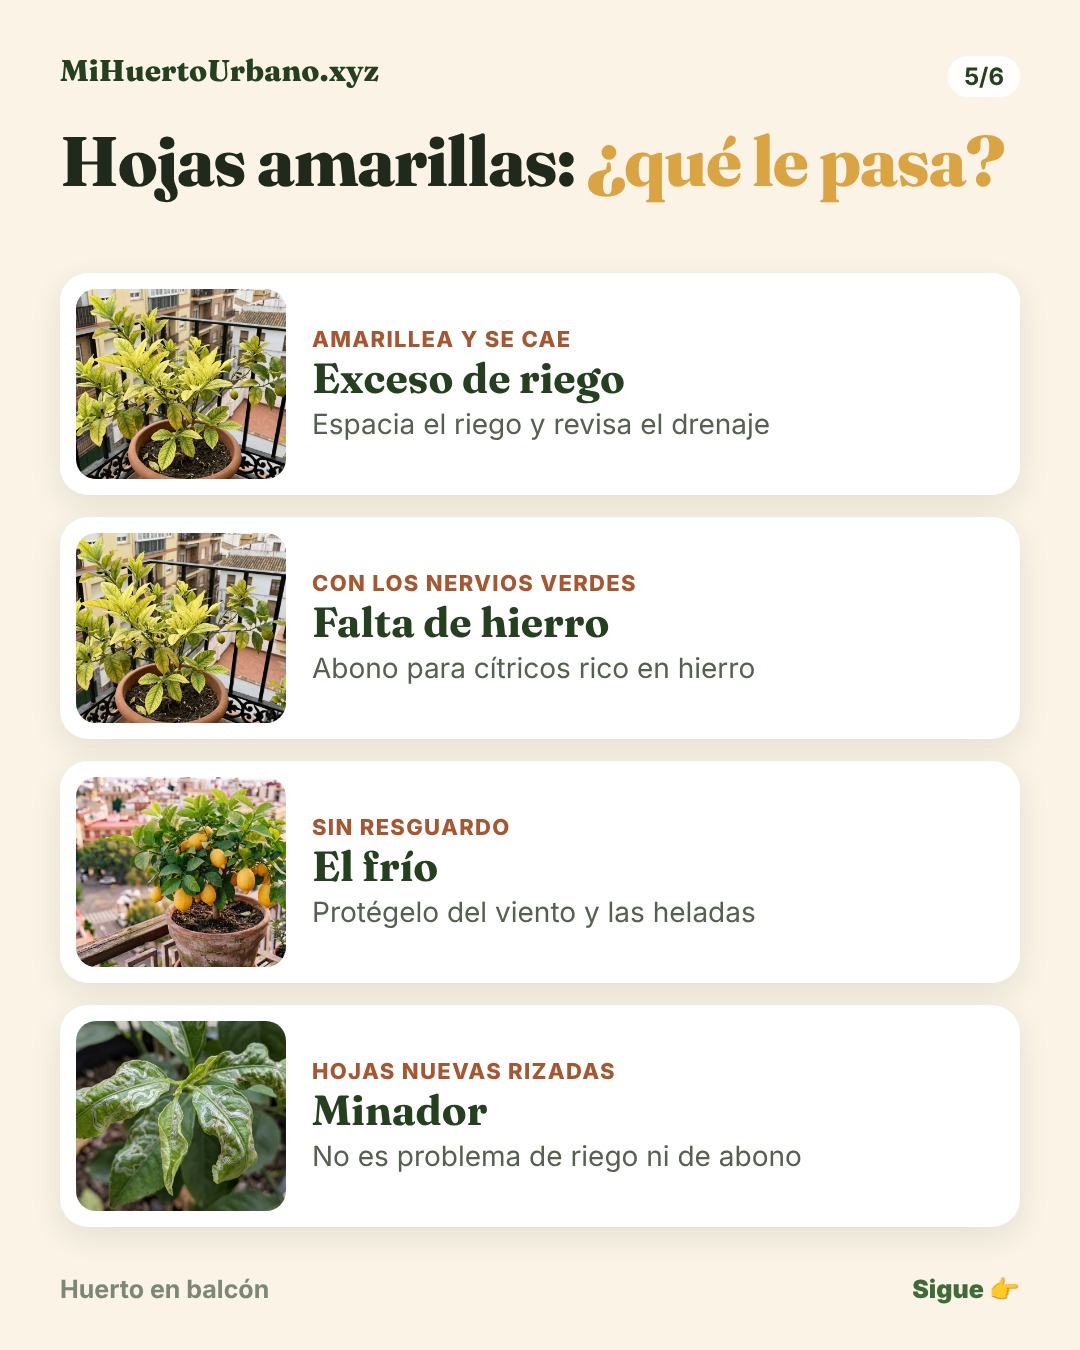 MiHuertoUrbano.xyz
5/6
Hojas amarillas: ¿qué le pasa?
AMARILLEA Y SE CAE
Exceso de riego
Espacia el riego y revisa el drenaje
CON LOS NERVIOS VERDES
Falta de hierro
Abono para cítricos rico en hierro
SIN RESGUARDO
El frío
Protégelo del viento y las heladas
HOJAS NUEVAS RIZADAS
Minador
No es problema de riego ni de abono
Huerto en balcón
Sigue 👉